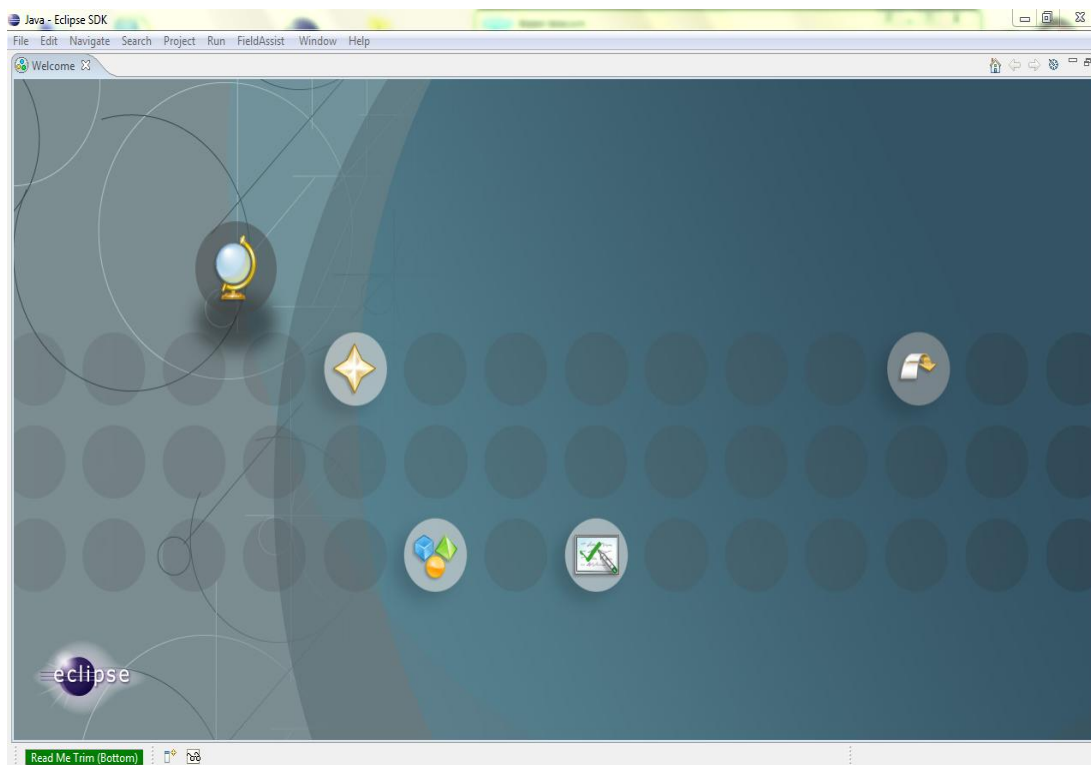 Java - Eclipse SDK
File Edit Navigate Search Project Run FieldAssist Window Help
Welcome
eclipse
Read Me Trim (Bottom)